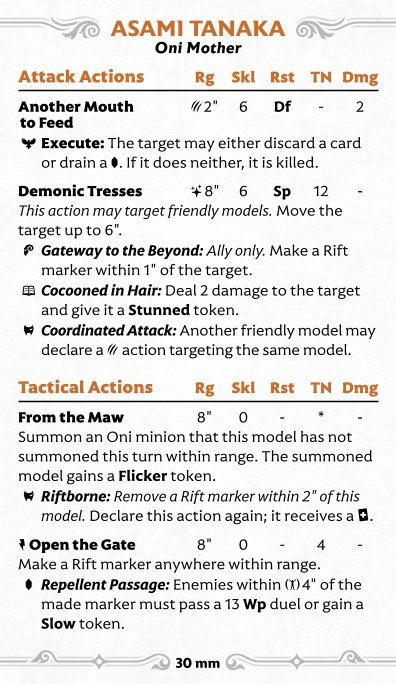 ASAMI TANAKA
Oni Mother
Attack Actions Rg Skl Rst TN Dmg
Another Mouth to Feed 2" 6 Df - 2
Execute: The target may either discard a card
or drain a . If it does neither, it is killed.
Demonic Tresses 8" 6 Sp 12 -
This action may target friendly models. Move the
target up to 6".
Gateway to the Beyond: Ally only. Make a Rift
marker within 1" of the target.
Cocooned in Hair: Deal 2 damage to the target
and give it a Stunned token.
Coordinated Attack: Another friendly model may
declare a action targeting the same model.
Tactical Actions Rg Skl Rst TN Dmg
From the Maw 8" 0 - * -
Summon an Oni minion that this model has not
summoned this turn within range. The summoned
model gains a Flicker token.
Riftborne: Remove a Rift marker within 2" of this
model. Declare this action again; it receives a .
Open the Gate 8" 0 - 4 -
Make a Rift marker anywhere within range.
Repellent Passage: Enemies within 4" of the
made marker must pass a 13 Wp duel or gain a
Slow token.
30 mm